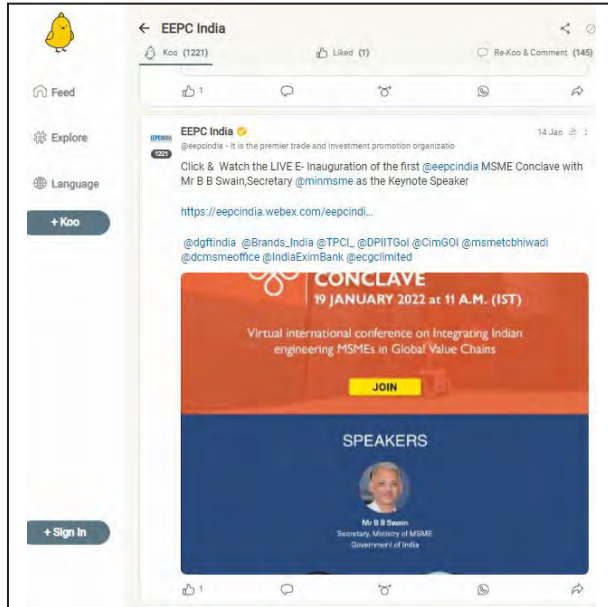 ← EEPC India
Koo (1221)
Liked (1)
Re-Koo & Comment (145)
Feed
Explore
Language
+ Koo
+ Sign In
1
EEPC India
14 Jan
EEPC INDIA
1221
@eepcindia - It is the premier trade and investment promotion organizatio
Click & Watch the LIVE E- Inauguration of the first @eepcindia MSME Conclave with
Mr B B Swain,Secretary @minmsme as the Keynote Speaker
https://eepcindia.webex.com/eepcindi...
@dgftindia @Brands_India @TPCI_ @DPIITGoI @CimGOI @msmetcbhiwadi
@dcmsmeoffice @IndiaEximBank @ecgclimited
CONCLAVE
19 JANUARY 2022 at 11 A.M. (IST)
Virtual international conference on Integrating Indian
engineering MSMEs in Global Value Chains
JOIN
SPEAKERS
Mr B B Swain
Secretary, Ministry of MSME
Government of India
1